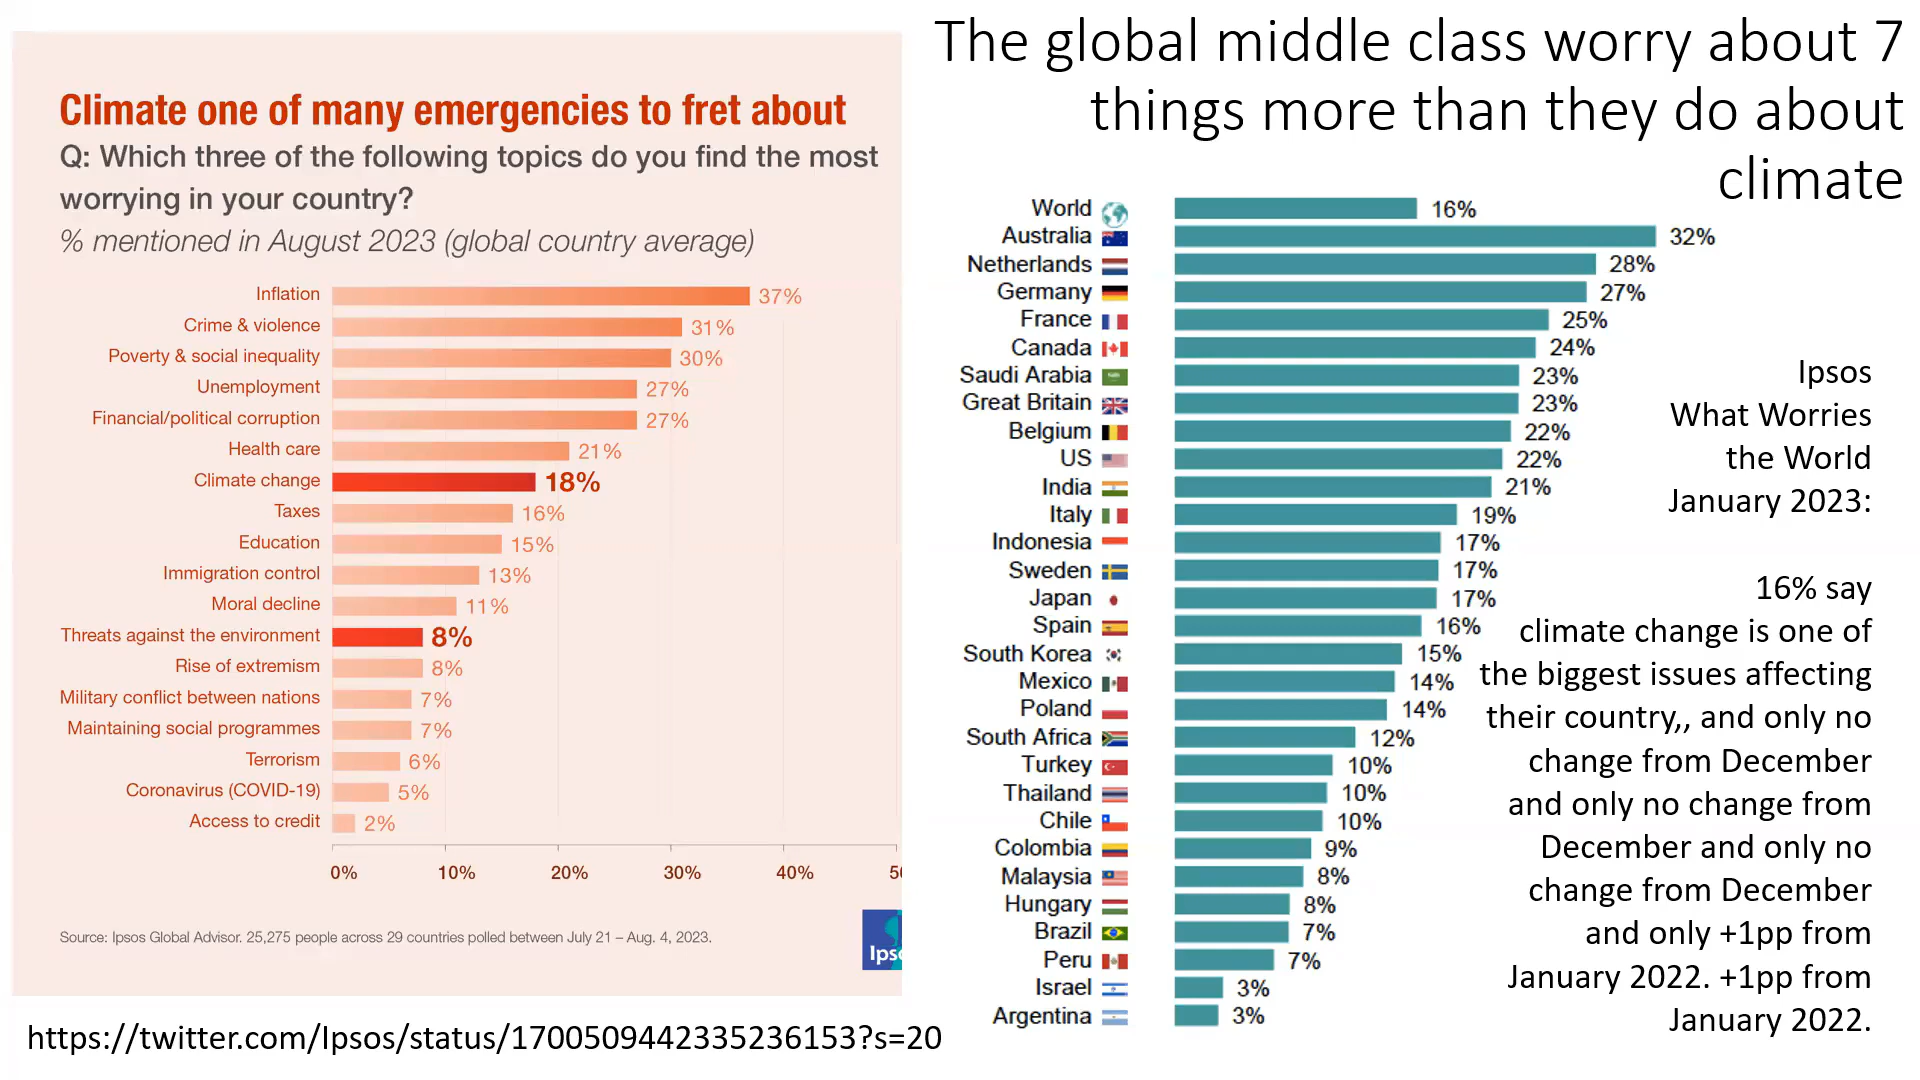 The global middle class worry about 7
things more than they do about
climate
Climate one of many emergencies to fret about
Q: Which three of the following topics do you find the most
worrying in your country?
% mentioned in August 2023 (global country average)
Inflation 37%
Crime & violence 31%
Poverty & social inequality 30%
Unemployment 27%
Financial/political corruption 27%
Health care 21%
Climate change 18%
Taxes 16%
Education 15%
Immigration control 13%
Moral decline 11%
Threats against the environment 8%
Rise of extremism 8%
Military conflict between nations 7%
Maintaining social programmes 7%
Terrorism 6%
Coronavirus (COVID-19) 5%
Access to credit 2%
0% 10% 20% 30% 40% 50
Source: Ipsos Global Advisor. 25,275 people across 29 countries polled between July 21 – Aug. 4, 2023.
Ipso
https://twitter.com/Ipsos/status/1700509442335236153?s=20
World 16%
Australia 32%
Netherlands 28%
Germany 27%
France 25%
Canada 24%
Saudi Arabia 23%
Great Britain 23%
Belgium 22%
US 22%
India 21%
Italy 19%
Indonesia 17%
Sweden 17%
Japan 17%
Spain 16%
South Korea 15%
Mexico 14%
Poland 14%
South Africa 12%
Turkey 10%
Thailand 10%
Chile 10%
Colombia 9%
Malaysia 8%
Hungary 8%
Brazil 7%
Peru 7%
Israel 3%
Argentina 3%
Ipsos
What Worries
the World
January 2023:
16% say
climate change is one of
the biggest issues affecting
their country,, and only no
change from December
and only no change from
December and only no
change from December
and only +1pp from
January 2022. +1pp from
January 2022.